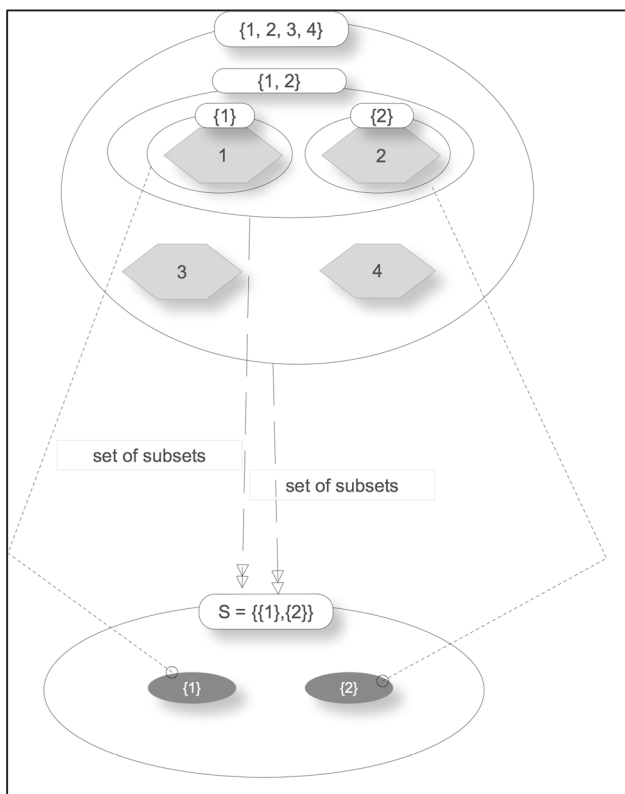 {1, 2, 3, 4}
{1, 2}
{1}
{2}
1
2
3
4
set of subsets
set of subsets
S = {{1},{2}}
{1}
{2}